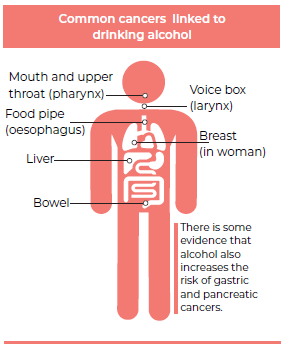 Common cancers linked to
drinking alcohol
Mouth and upper
throat (pharynx)
Voice box
(larynx)
Food pipe
(oesophagus)
Breast
(in woman)
Liver
Bowel
There is some
evidence that
alcohol also
increases the
risk of gastric
and pancreatic
cancers.